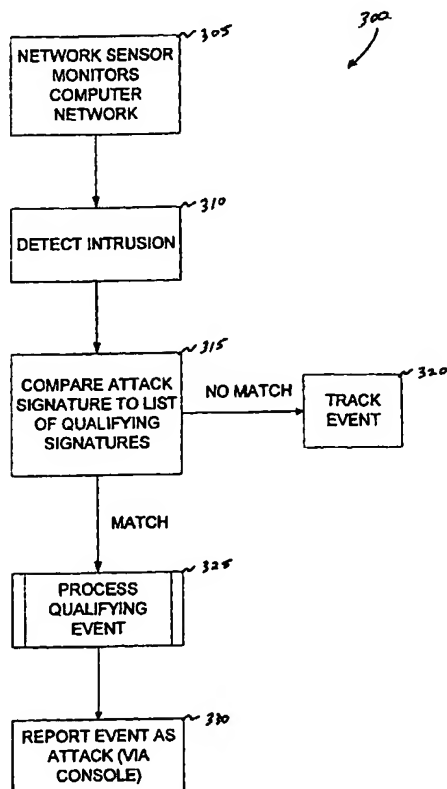 305
300
NETWORK SENSOR
MONITORS
COMPUTER
NETWORK
310
DETECT INTRUSION
315
COMPARE ATTACK
SIGNATURE TO LIST
OF QUALIFYING
SIGNATURES
NO MATCH
320
TRACK
EVENT
MATCH
325
PROCESS
QUALIFYING
EVENT
330
REPORT EVENT AS
ATTACK (VIA
CONSOLE)